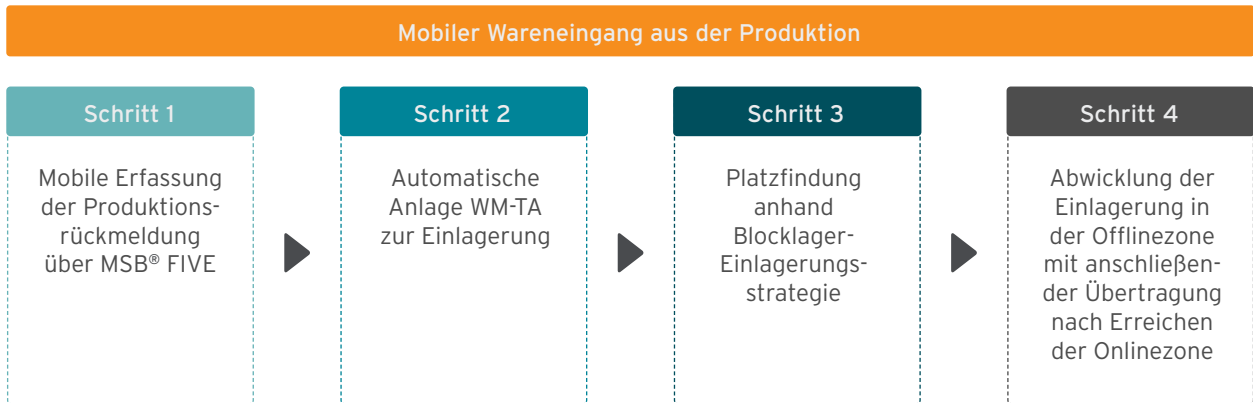 Mobiler Wareneingang aus der Produktion
Schritt 1
Mobile Erfassung
der Produktions-
rückmeldung
über MSB® FIVE
Schritt 2
Automatische
Anlage WM-TA
zur Einlagerung
Schritt 3
Platzfindung
anhand
Blocklager-
Einlagerungs-
strategie
Schritt 4
Abwicklung der
Einlagerung in
der Offlinezone
mit anschließen-
der Übertragung
nach Erreichen
der Onlinezone